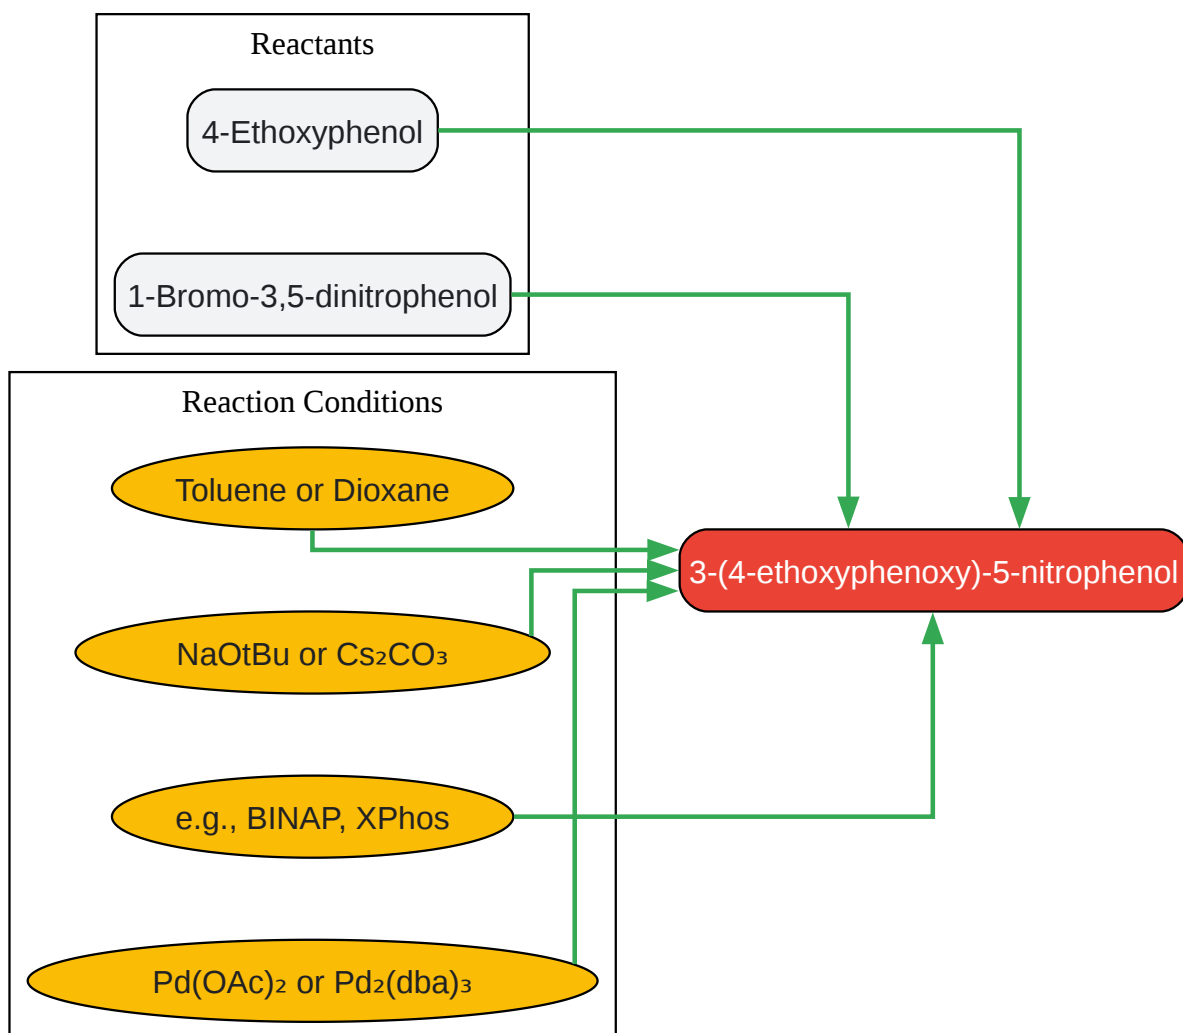 Reactants
4-Ethoxyphenol
1-Bromo-3,5-dinitrophenol
Reaction Conditions
Toluene or Dioxane
3-(4-ethoxyphenoxy)-5-nitrophenol
NaOtBu or Cs₂CO₃
e.g., BINAP, XPhos
Pd(OAc)₂ or Pd₂(dba)₃